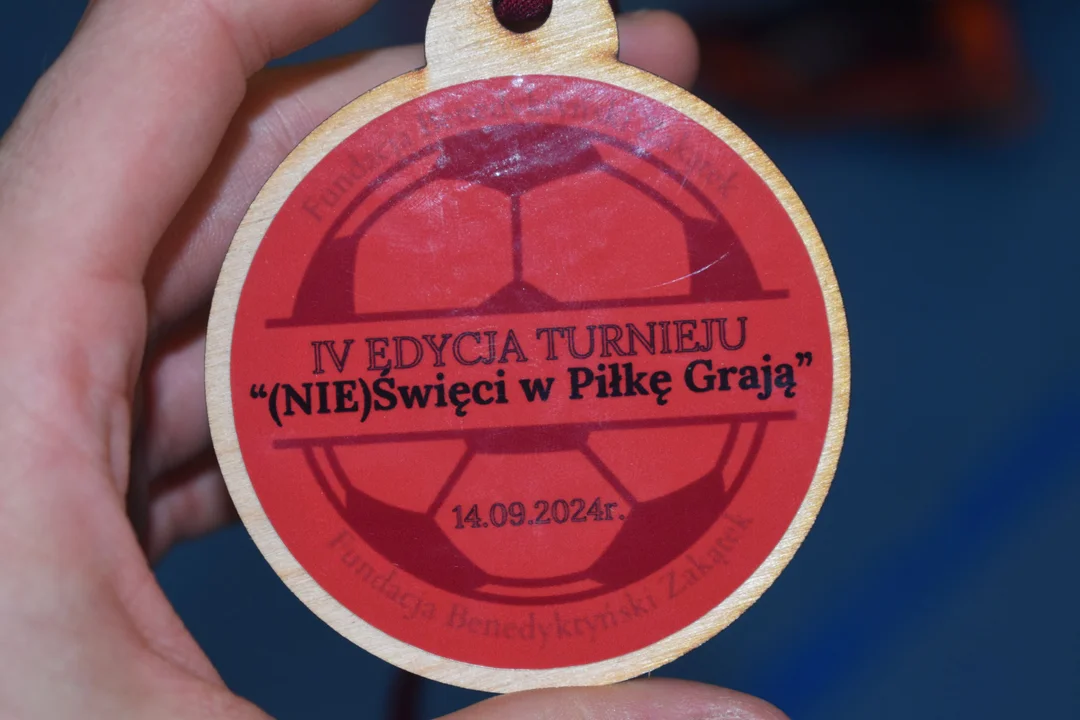 Fundacja Benedyktyński Zakątek
IV EDYCJA TURNIEJU
“(NIE)Święci w Piłkę Grają”
14.09.2024r.
Fundacja Benedyktyński Zakątek